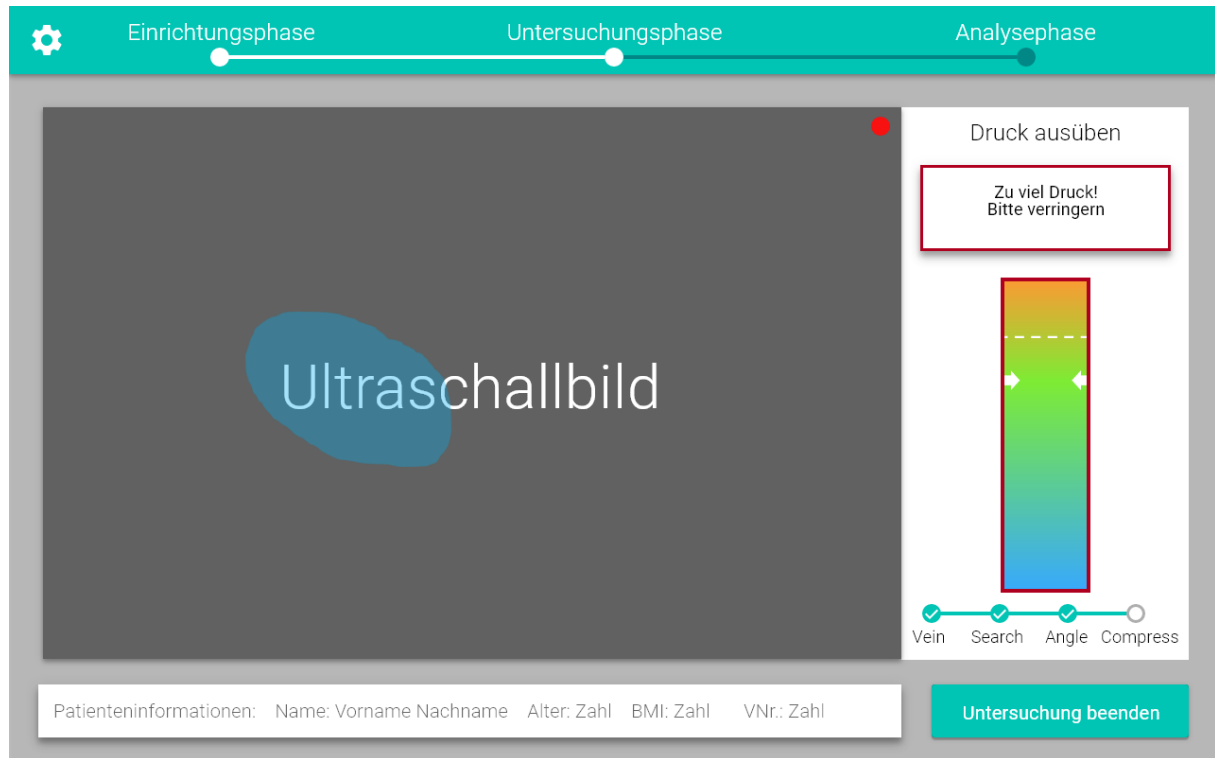 Einrichtungsphase
Untersuchungsphase
Analysephase
Ultraschallbild
Druck ausüben
Zu viel Druck!
Bitte verringern
Vein Search Angle Compress
Patienteninformationen: Name: Vorname Nachname Alter: Zahl BMI: Zahl VNr.: Zahl
Untersuchung beenden